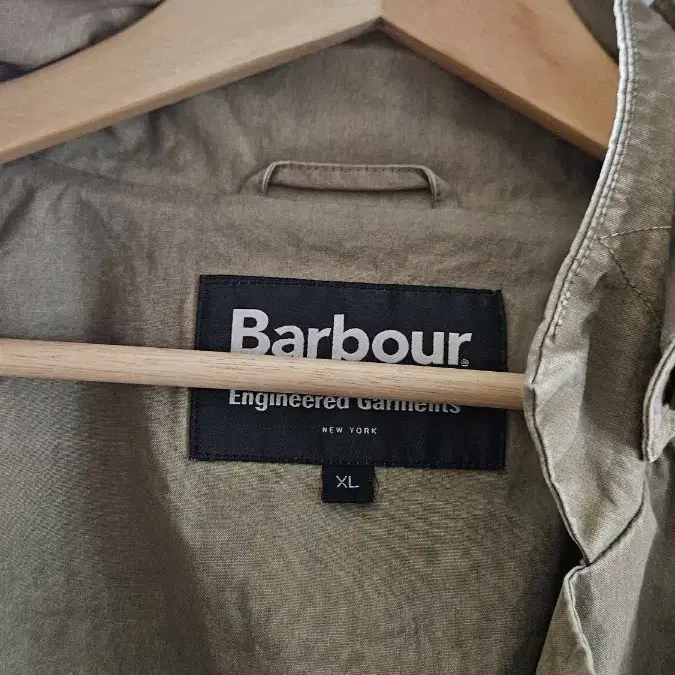 Barbour®
Engineered Garments
NEW YORK
XL